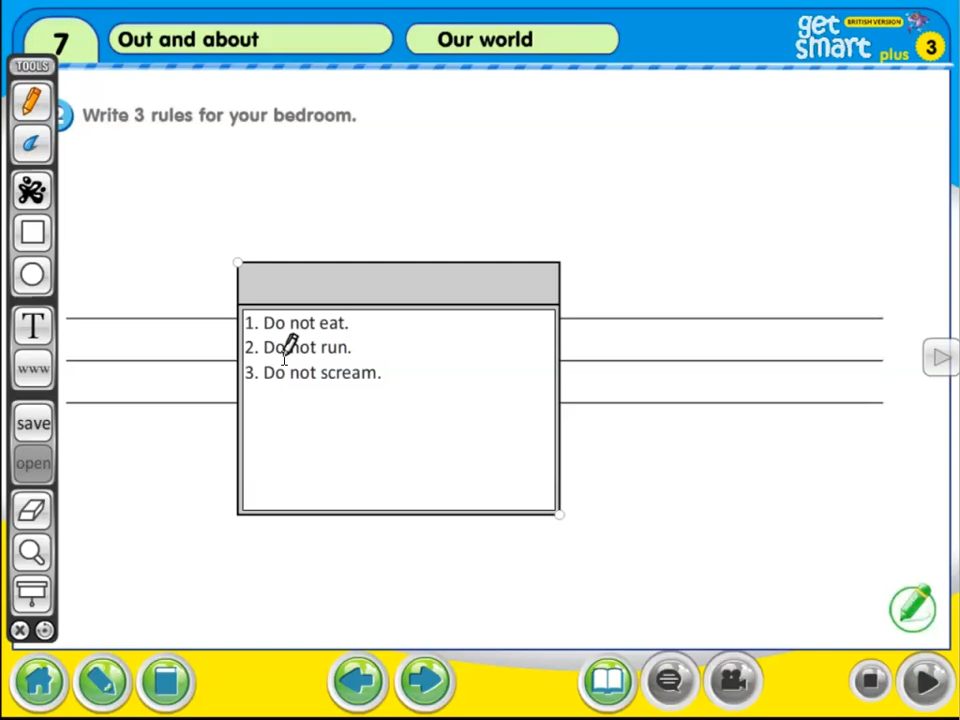 7
Out and about
Our world
get smart plus 3
BRITISH VERSION
TOOLS
2 Write 3 rules for your bedroom.
1. Do not eat.
2. Do not run.
3. Do not scream.
T
www
save
open